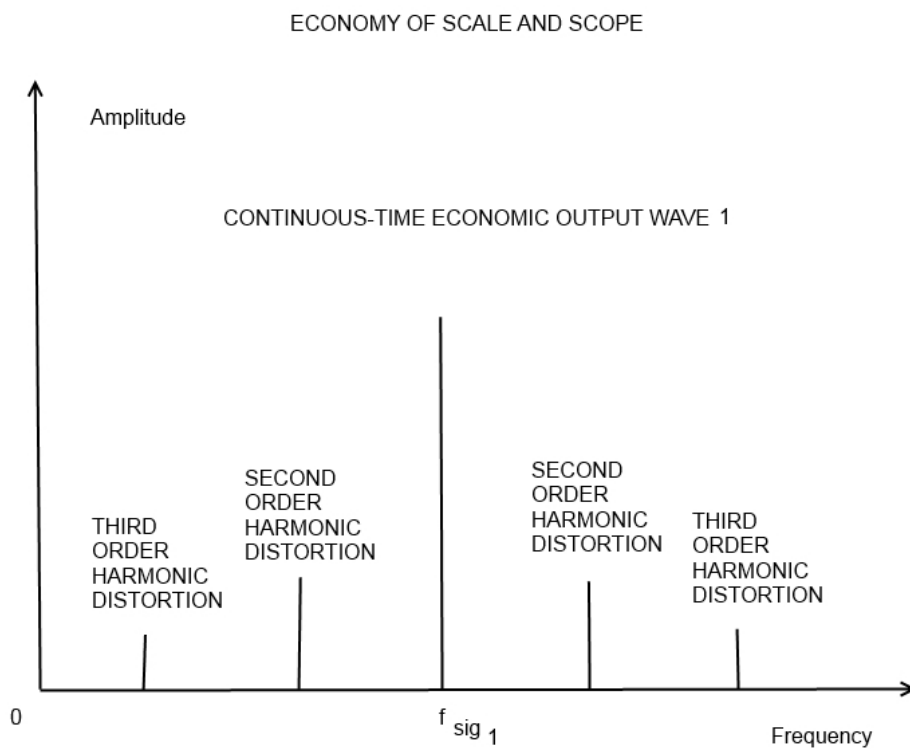 ECONOMY OF SCALE AND SCOPE
Amplitude
CONTINUOUS-TIME ECONOMIC OUTPUT WAVE 1
THIRD
ORDER
HARMONIC
DISTORTION
SECOND
ORDER
HARMONIC
DISTORTION
SECOND
ORDER
HARMONIC
DISTORTION
THIRD
ORDER
HARMONIC
DISTORTION
0
f sig 1
Frequency